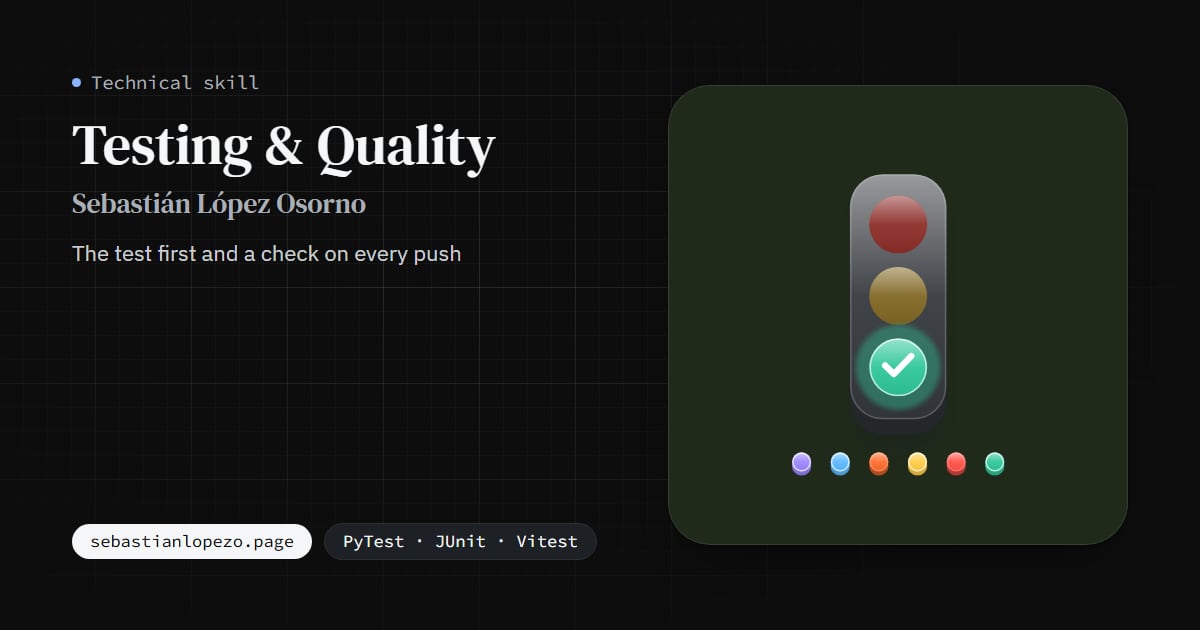 Technical skill
Testing & Quality
Sebastián López Osorno
The test first and a check on every push
sebastianlopezo.page
PyTest · JUnit · Vitest